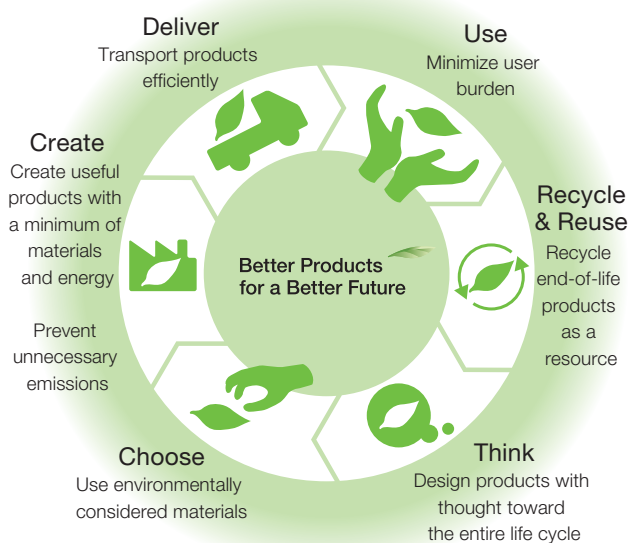 Deliver
Transport products
efficiently
Use
Minimize user
burden
Create
Create useful
products with
a minimum of
materials
and energy
Prevent
unnecessary
emissions
Better Products
for a Better Future
Recycle
& Reuse
Recycle
end-of-life
products
as a
resource
Choose
Use environmentally
considered materials
Think
Design products with
thought toward
the entire life cycle